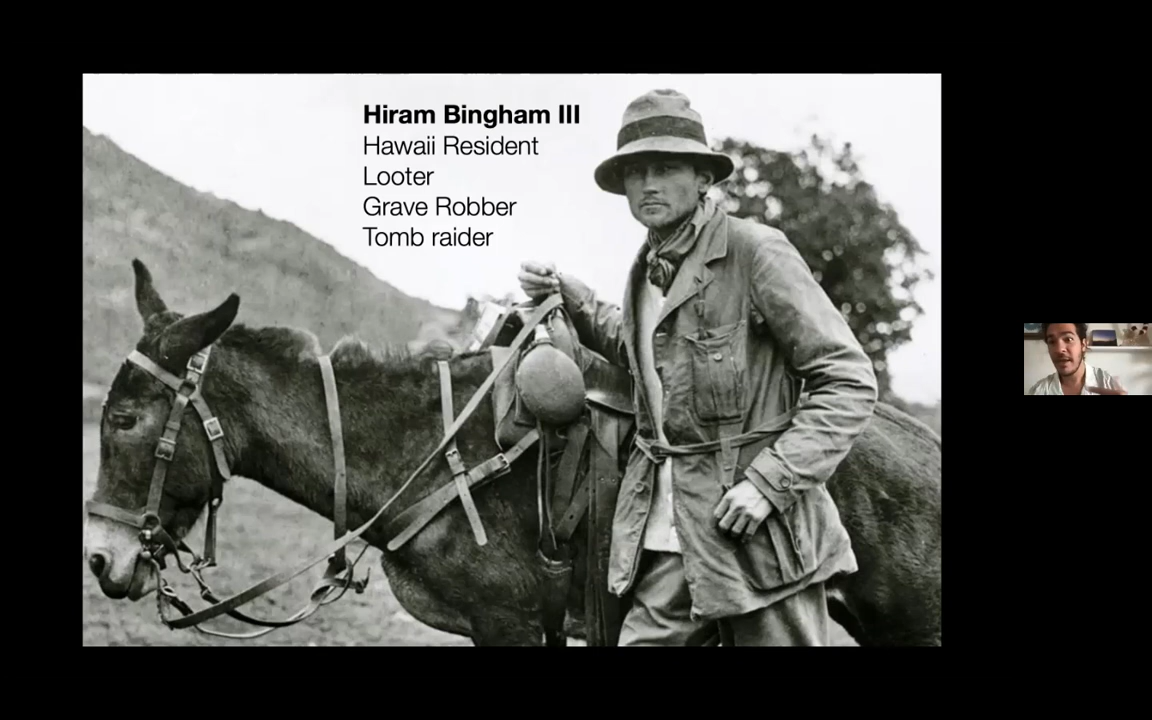 Hiram Bingham III
Hawaii Resident
Looter
Grave Robber
Tomb raider